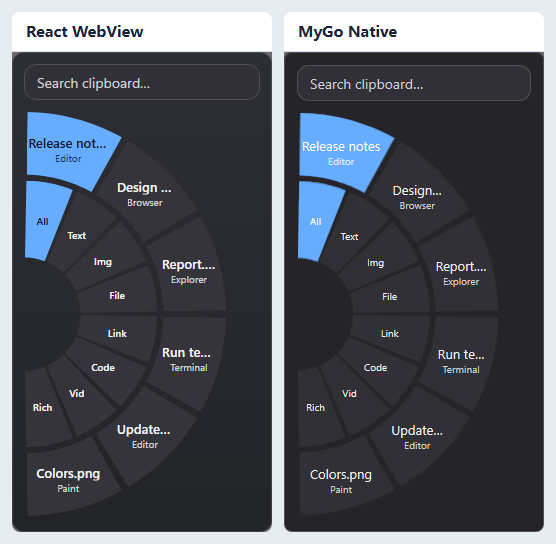 React WebView
Search clipboard...
Release not...
Editor
Design ...
Browser
All
Text
Img
Report....
Explorer
File
Link
Run te...
Terminal
Code
Vid
Rich
Update...
Editor
Colors.png
Paint
MyGo Native
Search clipboard...
Release notes
Editor
Design...
Browser
All
Text
Img
Report....
Explorer
File
Link
Run te...
Terminal
Code
Vid
Rich
Update...
Editor
Colors.png
Paint